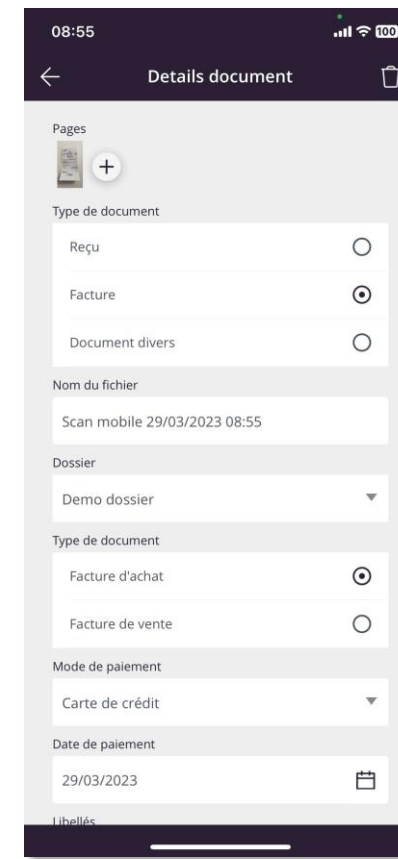 08:55
100
Details document
Pages
Type de document
Reçu
Facture
Document divers
Nom du fichier
Scan mobile 29/03/2023 08:55
Dossier
Demo dossier
Type de document
Facture d'achat
Facture de vente
Mode de paiement
Carte de crédit
Date de paiement
29/03/2023
Libellés